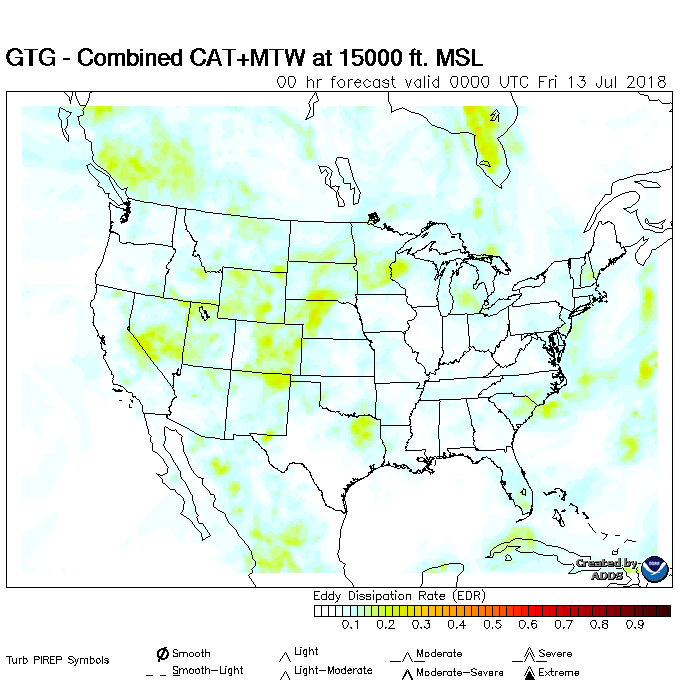 GTG - Combined CAT+MTW at 15000 ft. MSL
00 hr forecast valid 0000 UTC Fri 13 Jul 2018
Created by
ADDS
Eddy Dissipation Rate (EDR)
0.1 0.2 0.3 0.4 0.5 0.6 0.7 0.8 0.9
Turb PIREP Symbols
Smooth Light Moderate Severe
Smooth-Light Light-Moderate Moderate-Severe Extreme